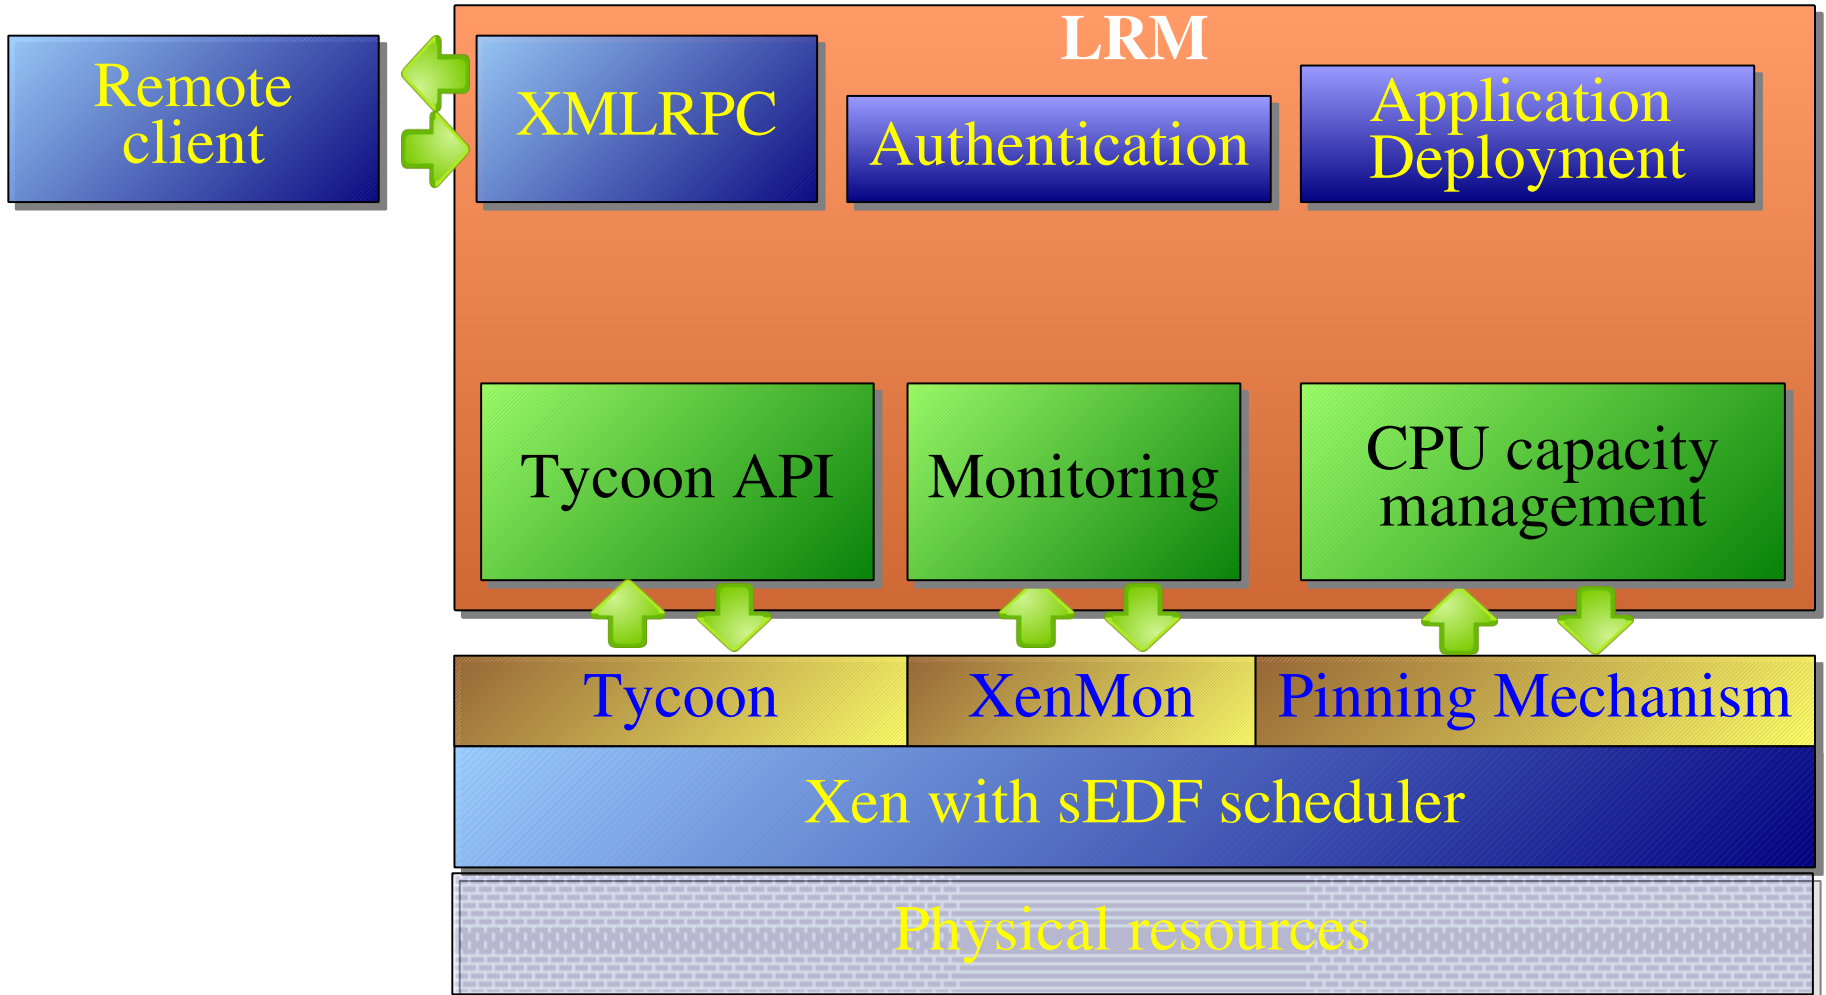 LRM
Remote
client
XMLRPC
Authentication
Application
Deployment
Tycoon API
Monitoring
CPU capacity
management
Tycoon
XenMon
Pinning Mechanism
Xen with sEDF scheduler
Physical resources